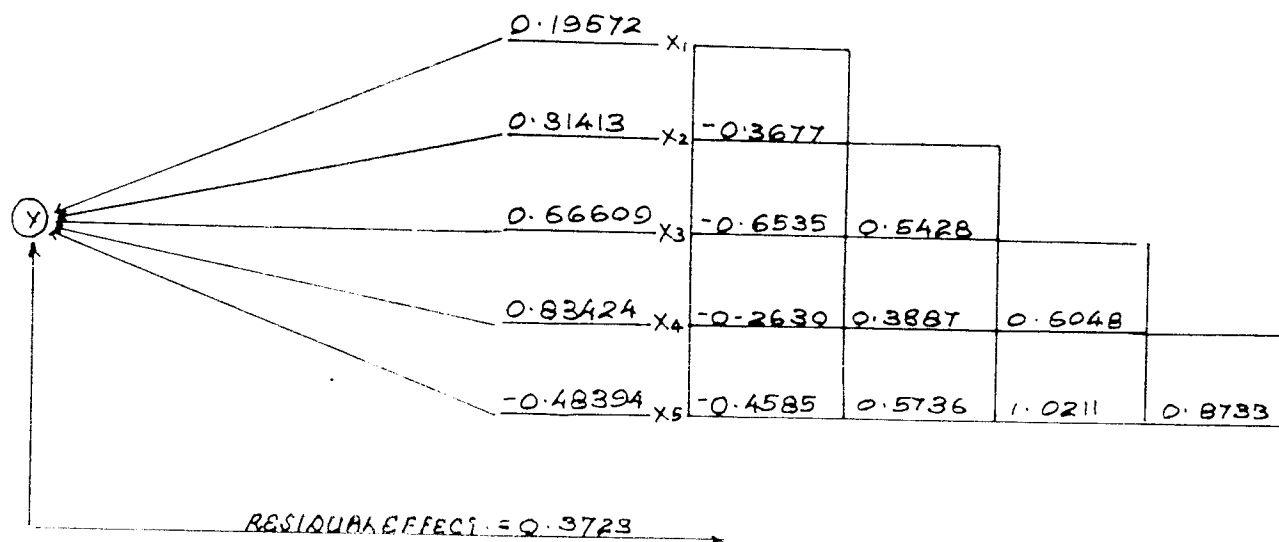 0.19572 X1
0.31413 X2 -0.3677
Y
0.66609 X3 -0.6535 0.5428
0.83424 X4 -0.2630 0.3887 0.6048
-0.48394 X5 -0.4585 0.5736 1.0211 0.8733
RESIDUAL EFFECT = 0.3723